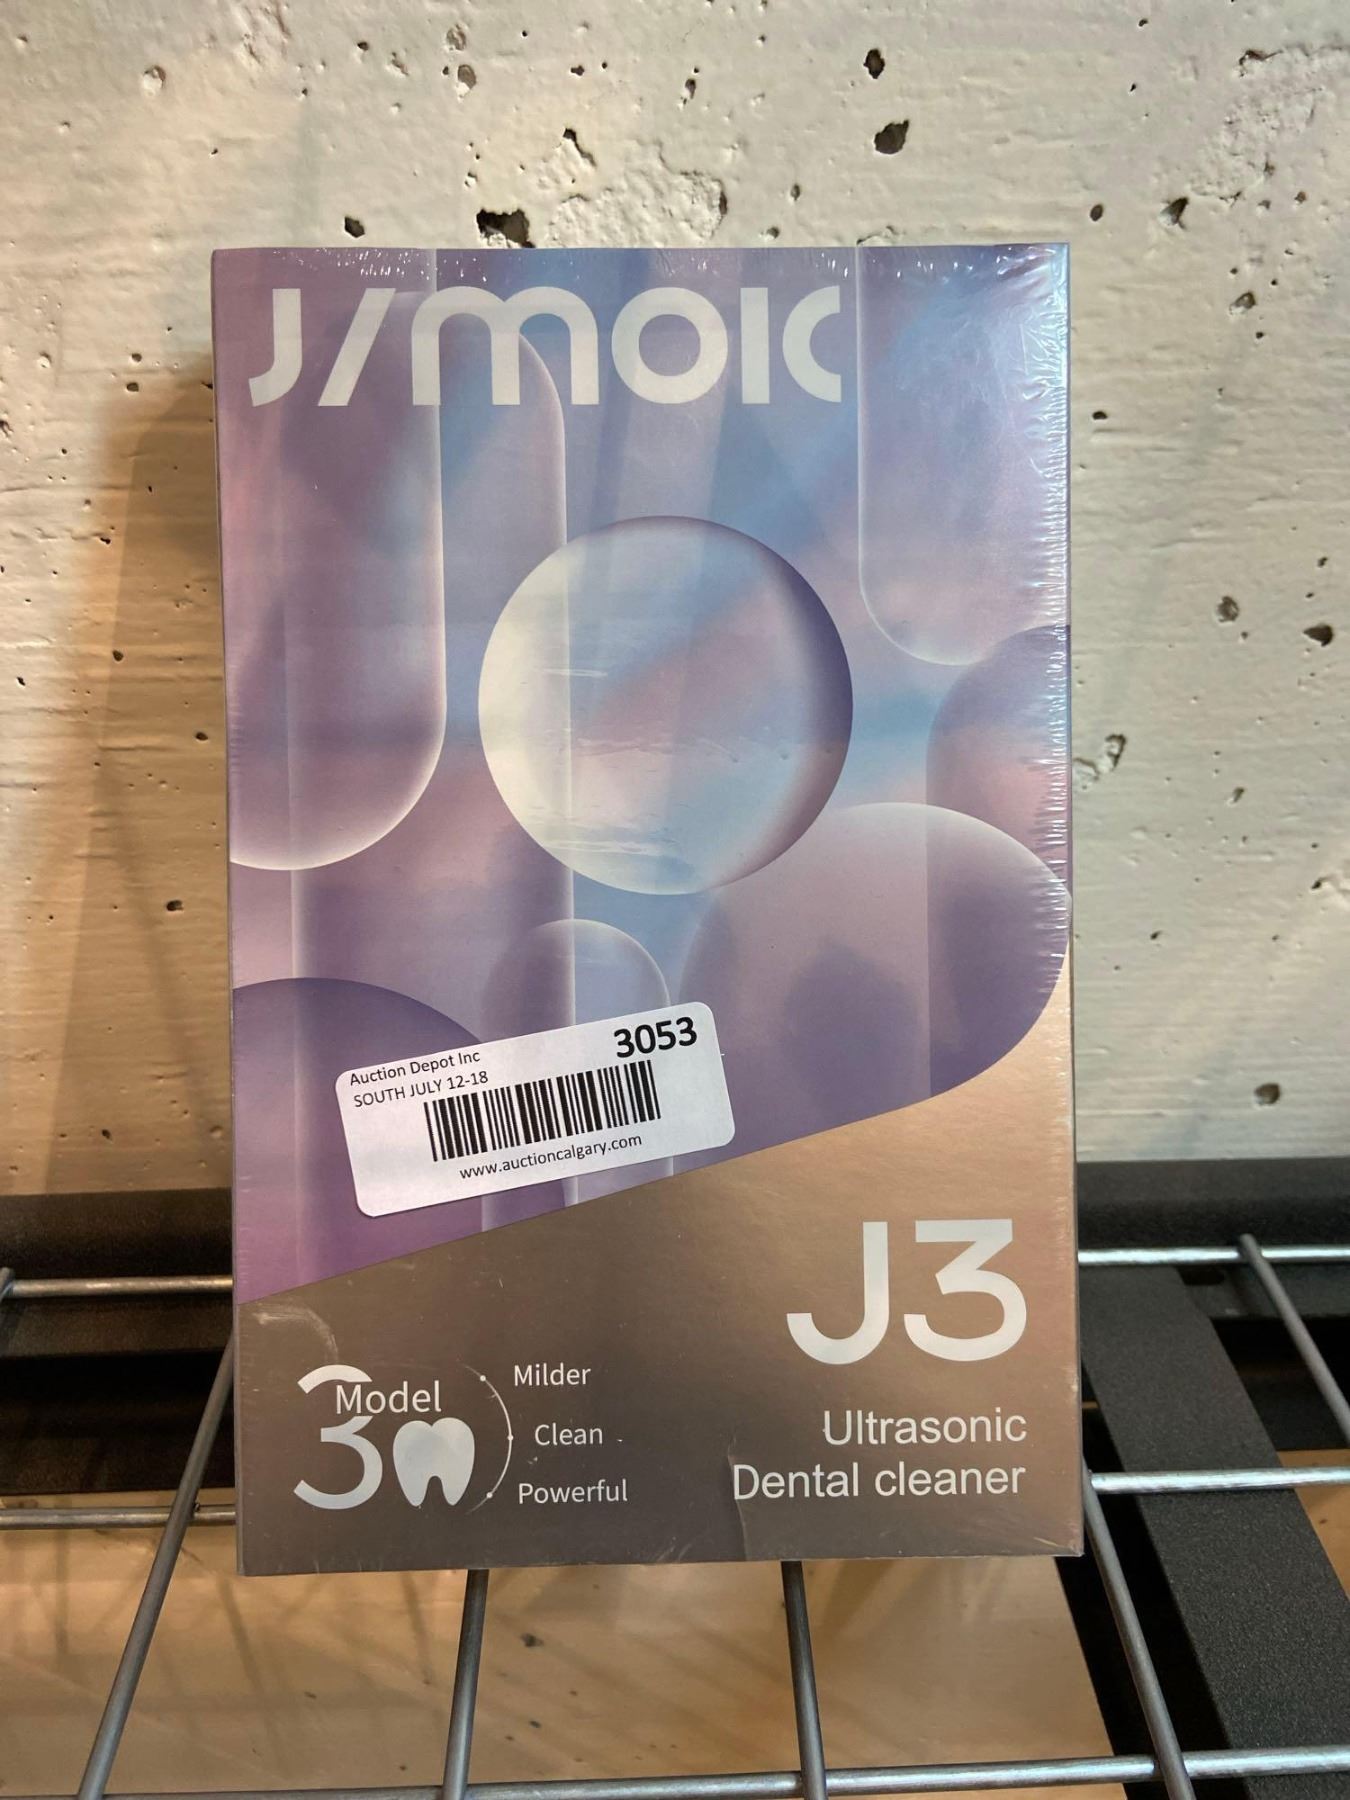 J/MOIC
Auction Depot Inc
3053
SOUTH JULY 12-18
www.auctioncalgary.com
J3
Ultrasonic
Dental cleaner
3 Model
Milder
Clean
Powerful